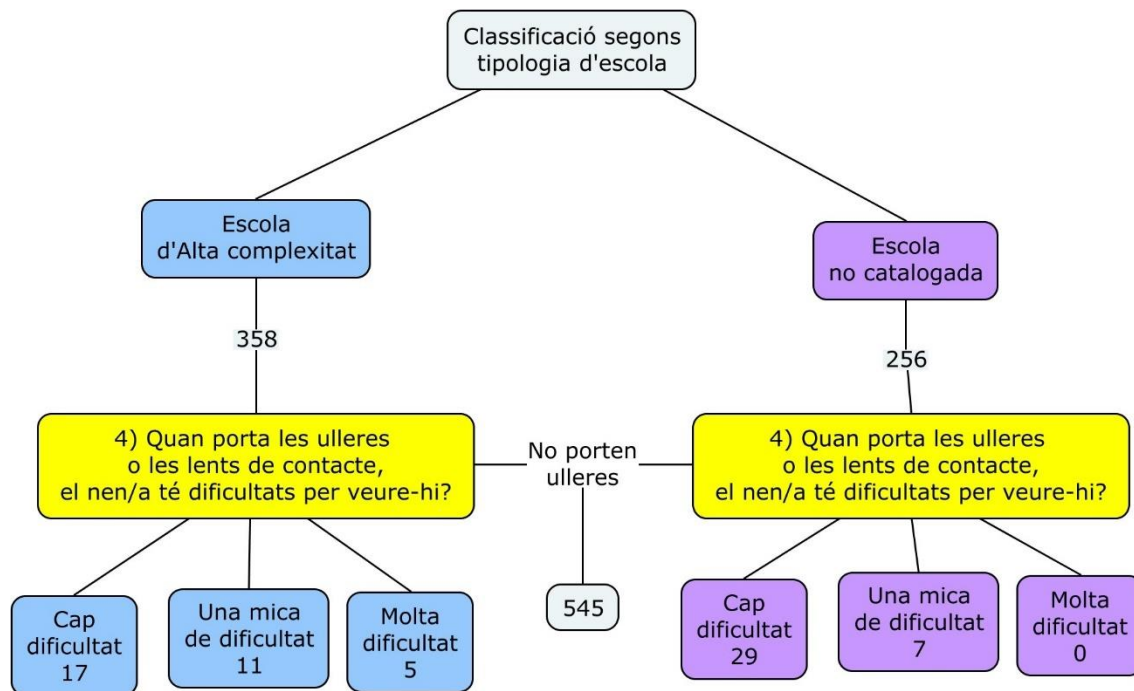 Classificació segons
tipologia d'escola
Escola
d'Alta complexitat
Escola
no catalogada
358
256
4) Quan porta les ulleres
o les lents de contacte,
el nen/a té dificultats per veure-hi?
No porten
ulleres
4) Quan porta les ulleres
o les lents de contacte,
el nen/a té dificultats per veure-hi?
Cap
dificultat
17
Una mica
de dificultat
11
Molta
dificultat
5
545
Cap
dificultat
29
Una mica
de dificultat
7
Molta
dificultat
0